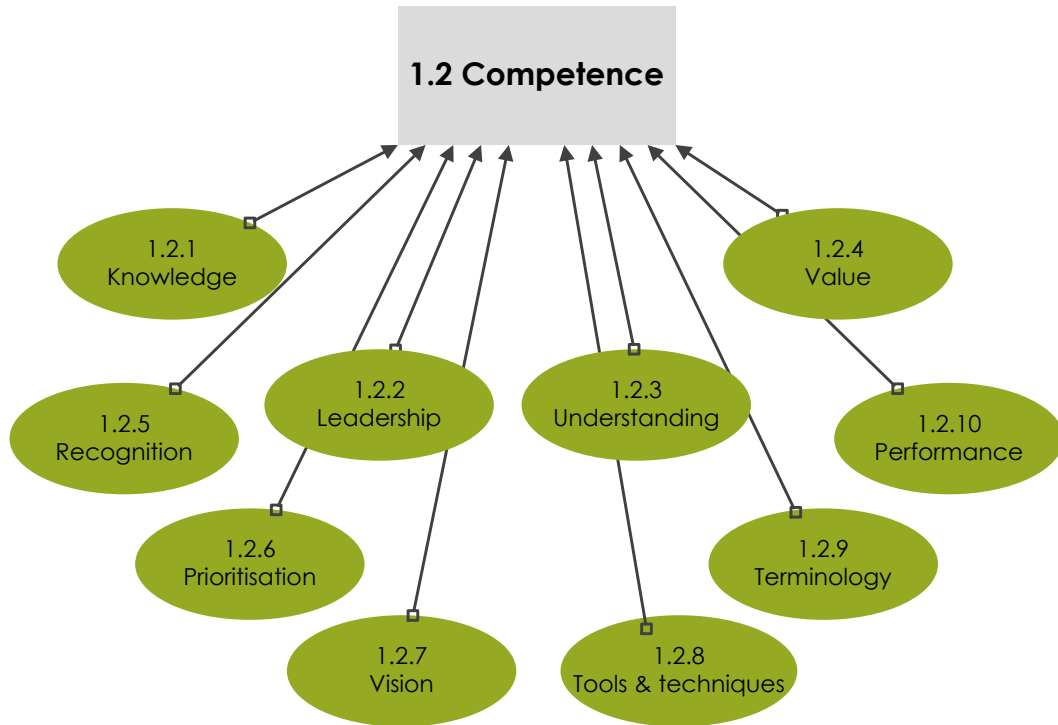 1.2 Competence
1.2.1
Knowledge
1.2.4
Value
1.2.2
Leadership
1.2.3
Understanding
1.2.5
Recognition
1.2.10
Performance
1.2.6
Prioritisation
1.2.9
Terminology
1.2.7
Vision
1.2.8
Tools & techniques